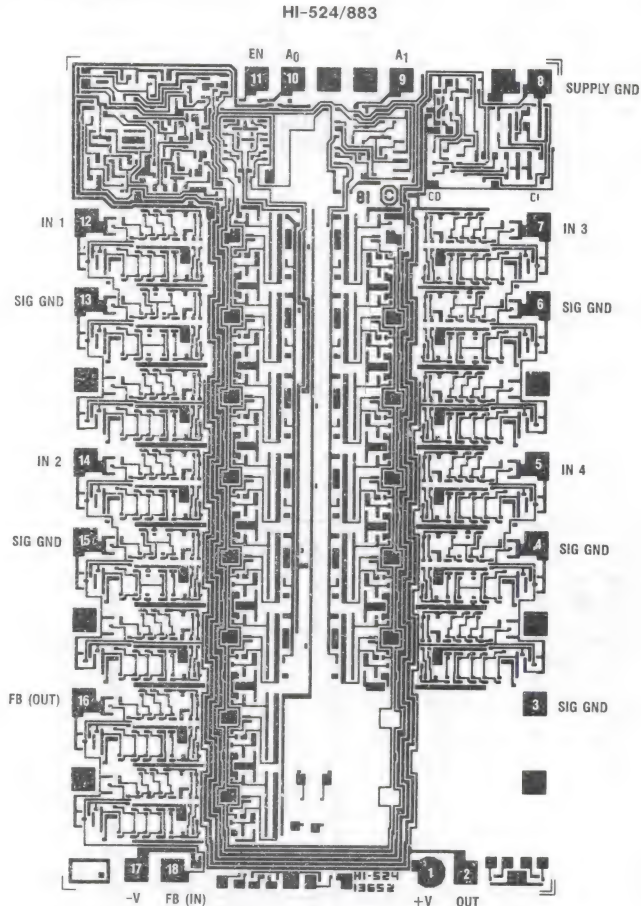 HI-524/883
EN A0 A1
11 10 9 8 SUPPLY GND
81
CD CI
IN 1 12 7 IN 3
SIG GND 13 6 SIG GND
IN 2 14 5 IN 4
SIG GND 15 4 SIG GND
FB (OUT) 16 3 SIG GND
17 18 1 2
HI-524
13652
-V FB (IN) +V OUT